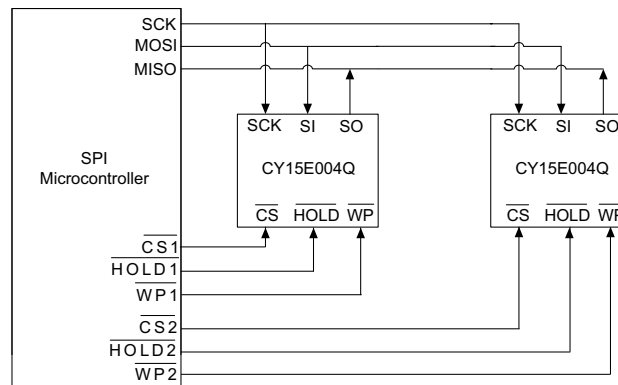 SCK
MOSI
MISO
SPI
Microcontroller
SCK SI SO
CY15E004Q
CS HOLD WP
SCK SI SO
CY15E004Q
CS HOLD WP
CS1
HOLD1
WP1
CS2
HOLD2
WP2